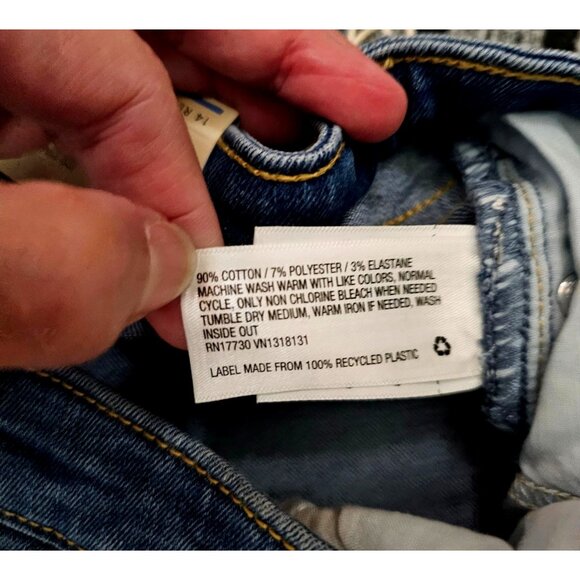 14 R
90% COTTON / 7% POLYESTER / 3% ELASTANE
MACHINE WASH WARM WITH LIKE COLORS, NORMAL
CYCLE, ONLY NON CHLORINE BLEACH WHEN NEEDED
TUMBLE DRY MEDIUM, WARM IRON IF NEEDED, WASH
INSIDE OUT
RN17730 VN1318131
LABEL MADE FROM 100% RECYCLED PLASTIC